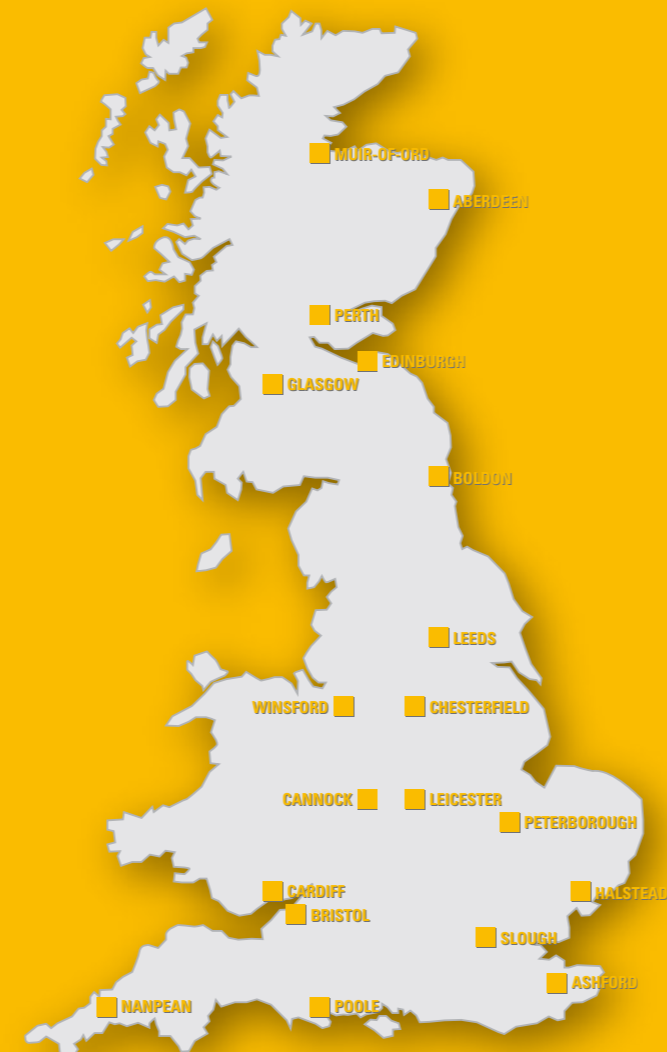 MUIR-OF-ORD
ABERDEEN
PERTH
EDINBURGH
GLASGOW
BOLDON
LEEDS
WINSFORD
CHESTERFIELD
CANNOCK
LEICESTER
PETERBOROUGH
CARDIFF
HALSTEAD
BRISTOL
SLOUGH
ASHFORD
NANPEAN
POOLE